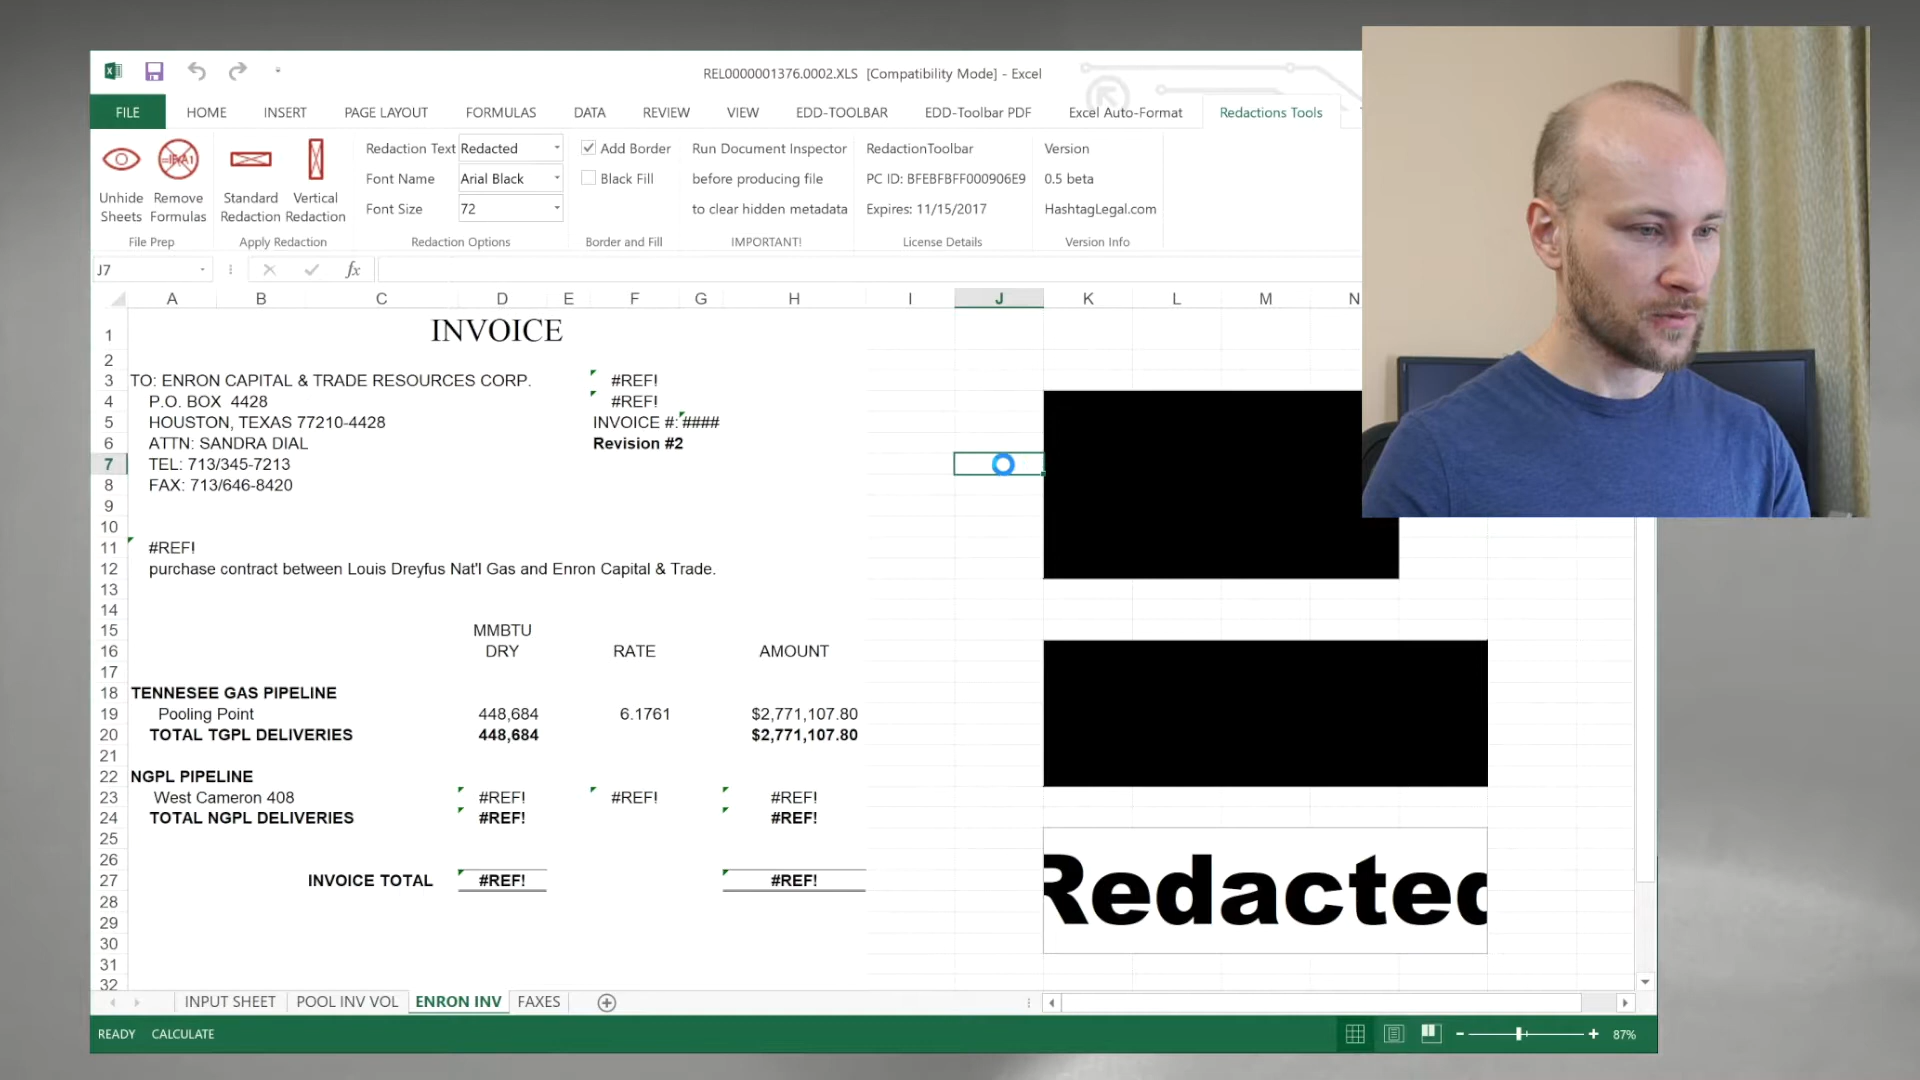 REL0000001376.0002.XLS [Compatibility Mode] - Excel
FILE HOME INSERT PAGE LAYOUT FORMULAS DATA REVIEW VIEW EDD-TOOLBAR EDD-Toolbar PDF Excel Auto-Format Redactions Tools
Unhide Sheets
Remove Formulas
File Prep
Standard Redaction
Vertical Redaction
Apply Redaction
Redaction Text Redacted
Font Name Arial Black
Font Size 72
Redaction Options
Add Border
Black Fill
Border and Fill
Run Document Inspector
before producing file
to clear hidden metadata
IMPORTANT!
RedactionToolbar
PC ID: BFEBFBFF000906E9
Expires: 11/15/2017
License Details
Version
0.5 beta
HashtagLegal.com
Version Info
J7 fx
A B C D E F G H I J K L M N
1 INVOICE
2
3 TO: ENRON CAPITAL & TRADE RESOURCES CORP. #REF!
4 P.O. BOX 4428 #REF!
5 HOUSTON, TEXAS 77210-4428 INVOICE #: ####
6 ATTN: SANDRA DIAL Revision #2
7 TEL: 713/345-7213
8 FAX: 713/646-8420
9
10
11 #REF!
12 purchase contract between Louis Dreyfus Nat'l Gas and Enron Capital & Trade.
13
14
15 MMBTU
16 DRY RATE AMOUNT
17
18 TENNESEE GAS PIPELINE
19 Pooling Point 448,684 6.1761 $2,771,107.80
20 TOTAL TGPL DELIVERIES 448,684 $2,771,107.80
21
22 NGPL PIPELINE
23 West Cameron 408 #REF! #REF! #REF!
24 TOTAL NGPL DELIVERIES #REF! #REF!
25
26
27 INVOICE TOTAL #REF! #REF!
28
29
30
31
32
Redacted
INPUT SHEET POOL INV VOL ENRON INV FAXES
READY CALCULATE 87%